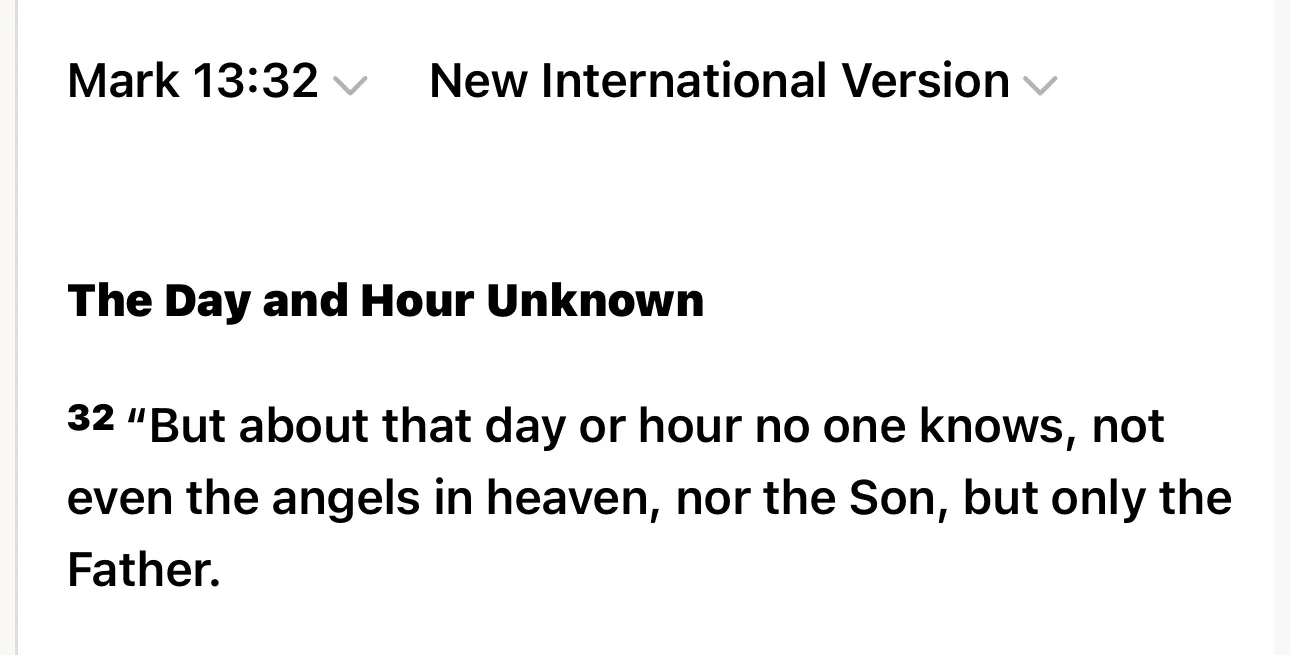 Mark 13:32 New International Version
The Day and Hour Unknown
32 “But about that day or hour no one knows, not
even the angels in heaven, nor the Son, but only the
Father.